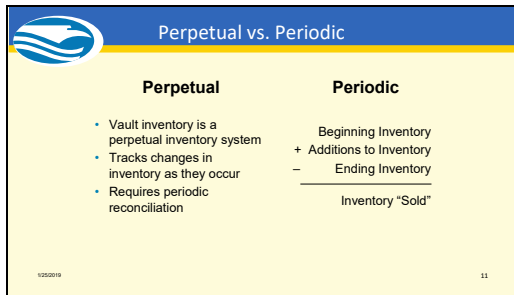 Perpetual vs. Periodic
Perpetual
• Vault inventory is a
perpetual inventory system
• Tracks changes in
inventory as they occur
• Requires periodic
reconciliation
Periodic
Beginning Inventory
+ Additions to Inventory
– Ending Inventory
Inventory “Sold”
1/25/2019
11